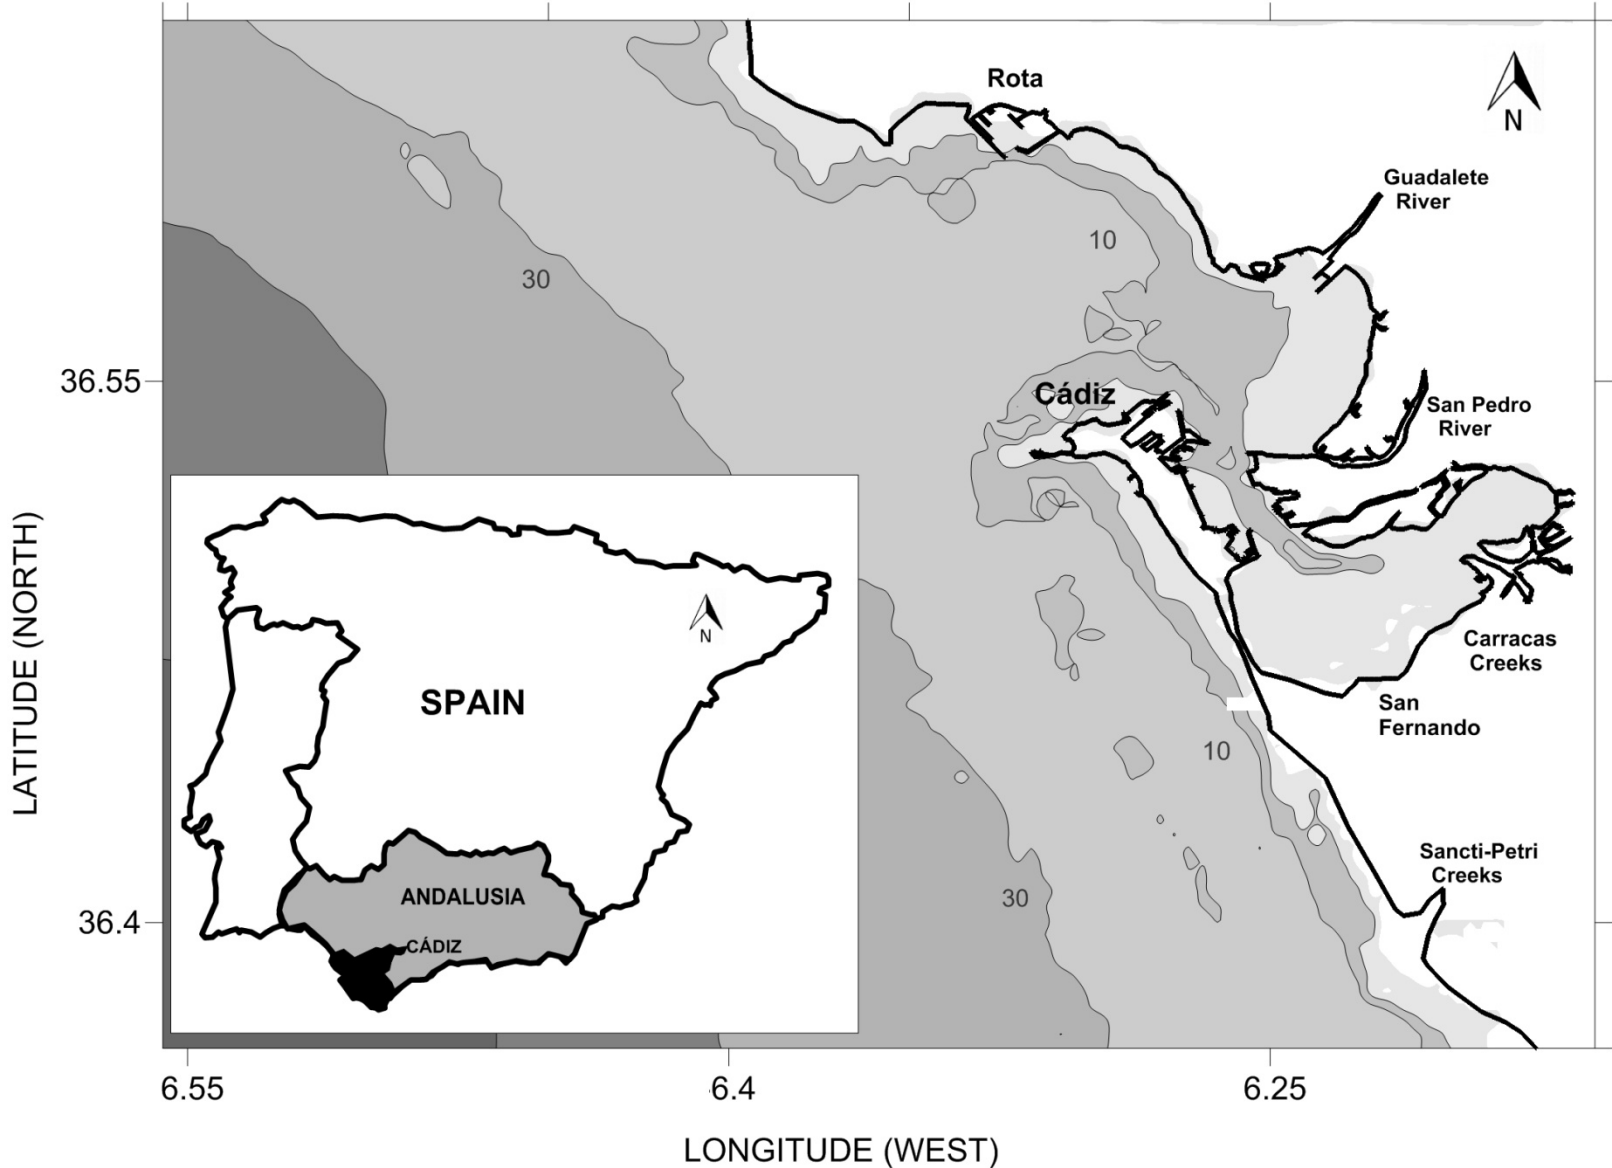 Rota
N
Guadalete
River
10
30
36.55
Cádiz
San Pedro
River
N
SPAIN
Carracas
Creeks
San
Fernando
10
Sancti-Petri
Creeks
30
ANDALUSIA
CÁDIZ
36.4
LATITUDE (NORTH)
6.55
6.4
6.25
LONGITUDE (WEST)